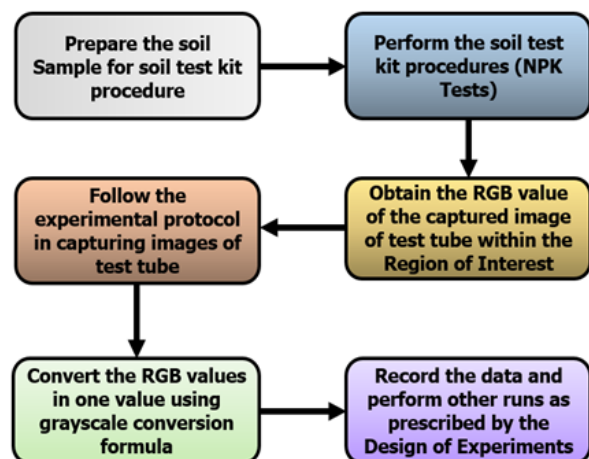 Prepare the soil
Sample for soil test kit
procedure
Perform the soil test
kit procedures (NPK
Tests)
Obtain the RGB value
of the captured image
of test tube within the
Region of Interest
Follow the
experimental protocol
in capturing images of
test tube
Convert the RGB values
in one value using
grayscale conversion
formula
Record the data and
perform other runs as
prescribed by the
Design of Experiments